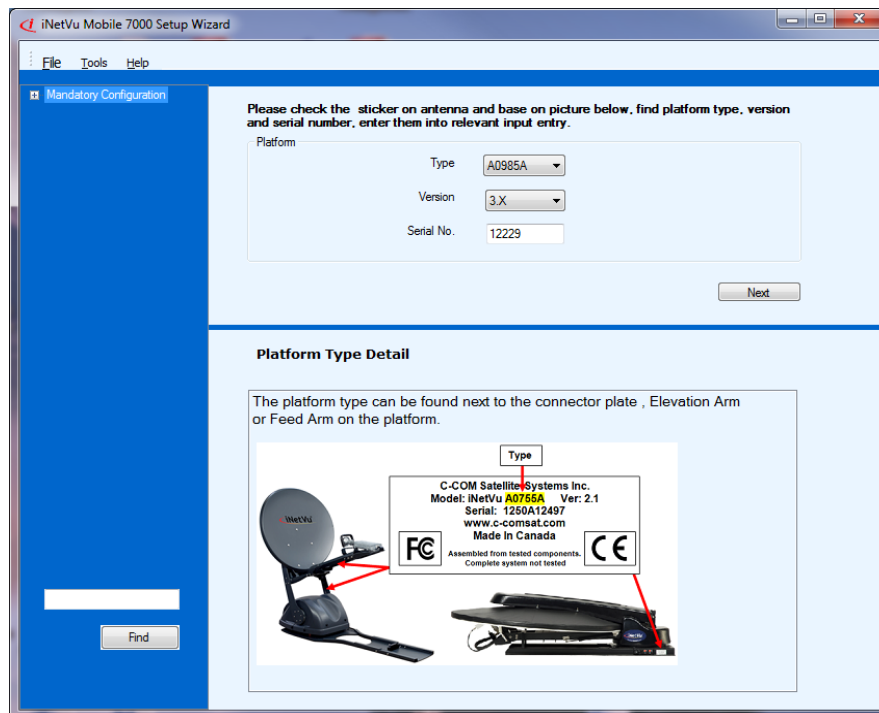 iNetVu Mobile 7000 Setup Wizard
File Tools Help
Mandatory Configuration
Please check the sticker on antenna and base on picture below, find platform type, version
and serial number, enter them into relevant input entry.
Platform
Type A0985A
Version 3.X
Serial No. 12229
Next
Platform Type Detail
The platform type can be found next to the connector plate , Elevation Arm
or Feed Arm on the platform.
Type
C-COM Satellite Systems Inc.
Model: iNetVu A0755A Ver: 2.1
Serial: 1250A12497
www.c-comsat.com
Made In Canada
FC
Assembled from tested components.
Complete system not tested
CE
iNetVu
Find